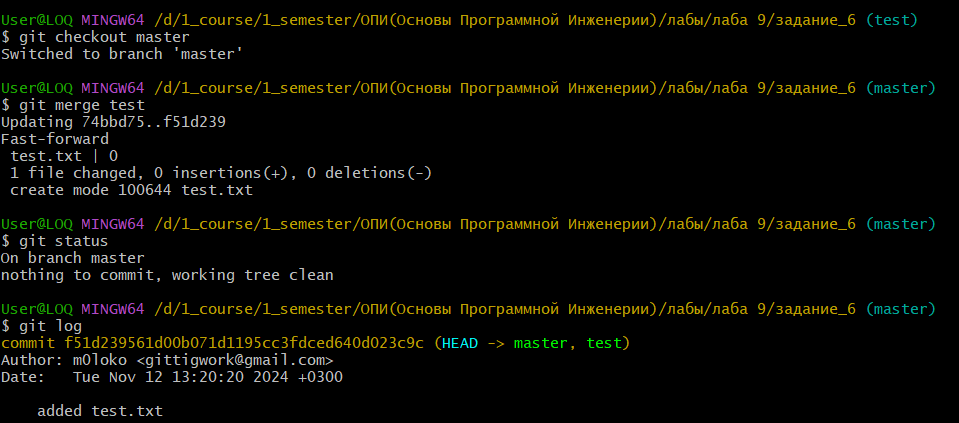 User@LOQ MINGW64 /d/1_course/1_semester/ОПИ(Основы Программной Инженерии)/лабы/лаба 9/задание_6 (test)
$ git checkout master
Switched to branch 'master'
User@LOQ MINGW64 /d/1_course/1_semester/ОПИ(Основы Программной Инженерии)/лабы/лаба 9/задание_6 (master)
$ git merge test
Updating 74bbd75..f51d239
Fast-forward
 test.txt | 0
 1 file changed, 0 insertions(+), 0 deletions(-)
 create mode 100644 test.txt
User@LOQ MINGW64 /d/1_course/1_semester/ОПИ(Основы Программной Инженерии)/лабы/лаба 9/задание_6 (master)
$ git status
On branch master
nothing to commit, working tree clean
User@LOQ MINGW64 /d/1_course/1_semester/ОПИ(Основы Программной Инженерии)/лабы/лаба 9/задание_6 (master)
$ git log
commit f51d239561d00b071d1195cc3fdced640d023c9c (HEAD -> master, test)
Author: m0loko <gittigwork@gmail.com>
Date:   Tue Nov 12 13:20:20 2024 +0300
    added test.txt